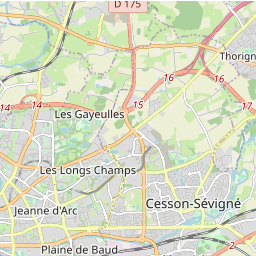 D 175
Thorign
16
16
17
14
14
15
Les Gayeulles
Les Longs Champs
Cesson-Sévigné
Jeanne d'Arc
Plaine de Baud
2